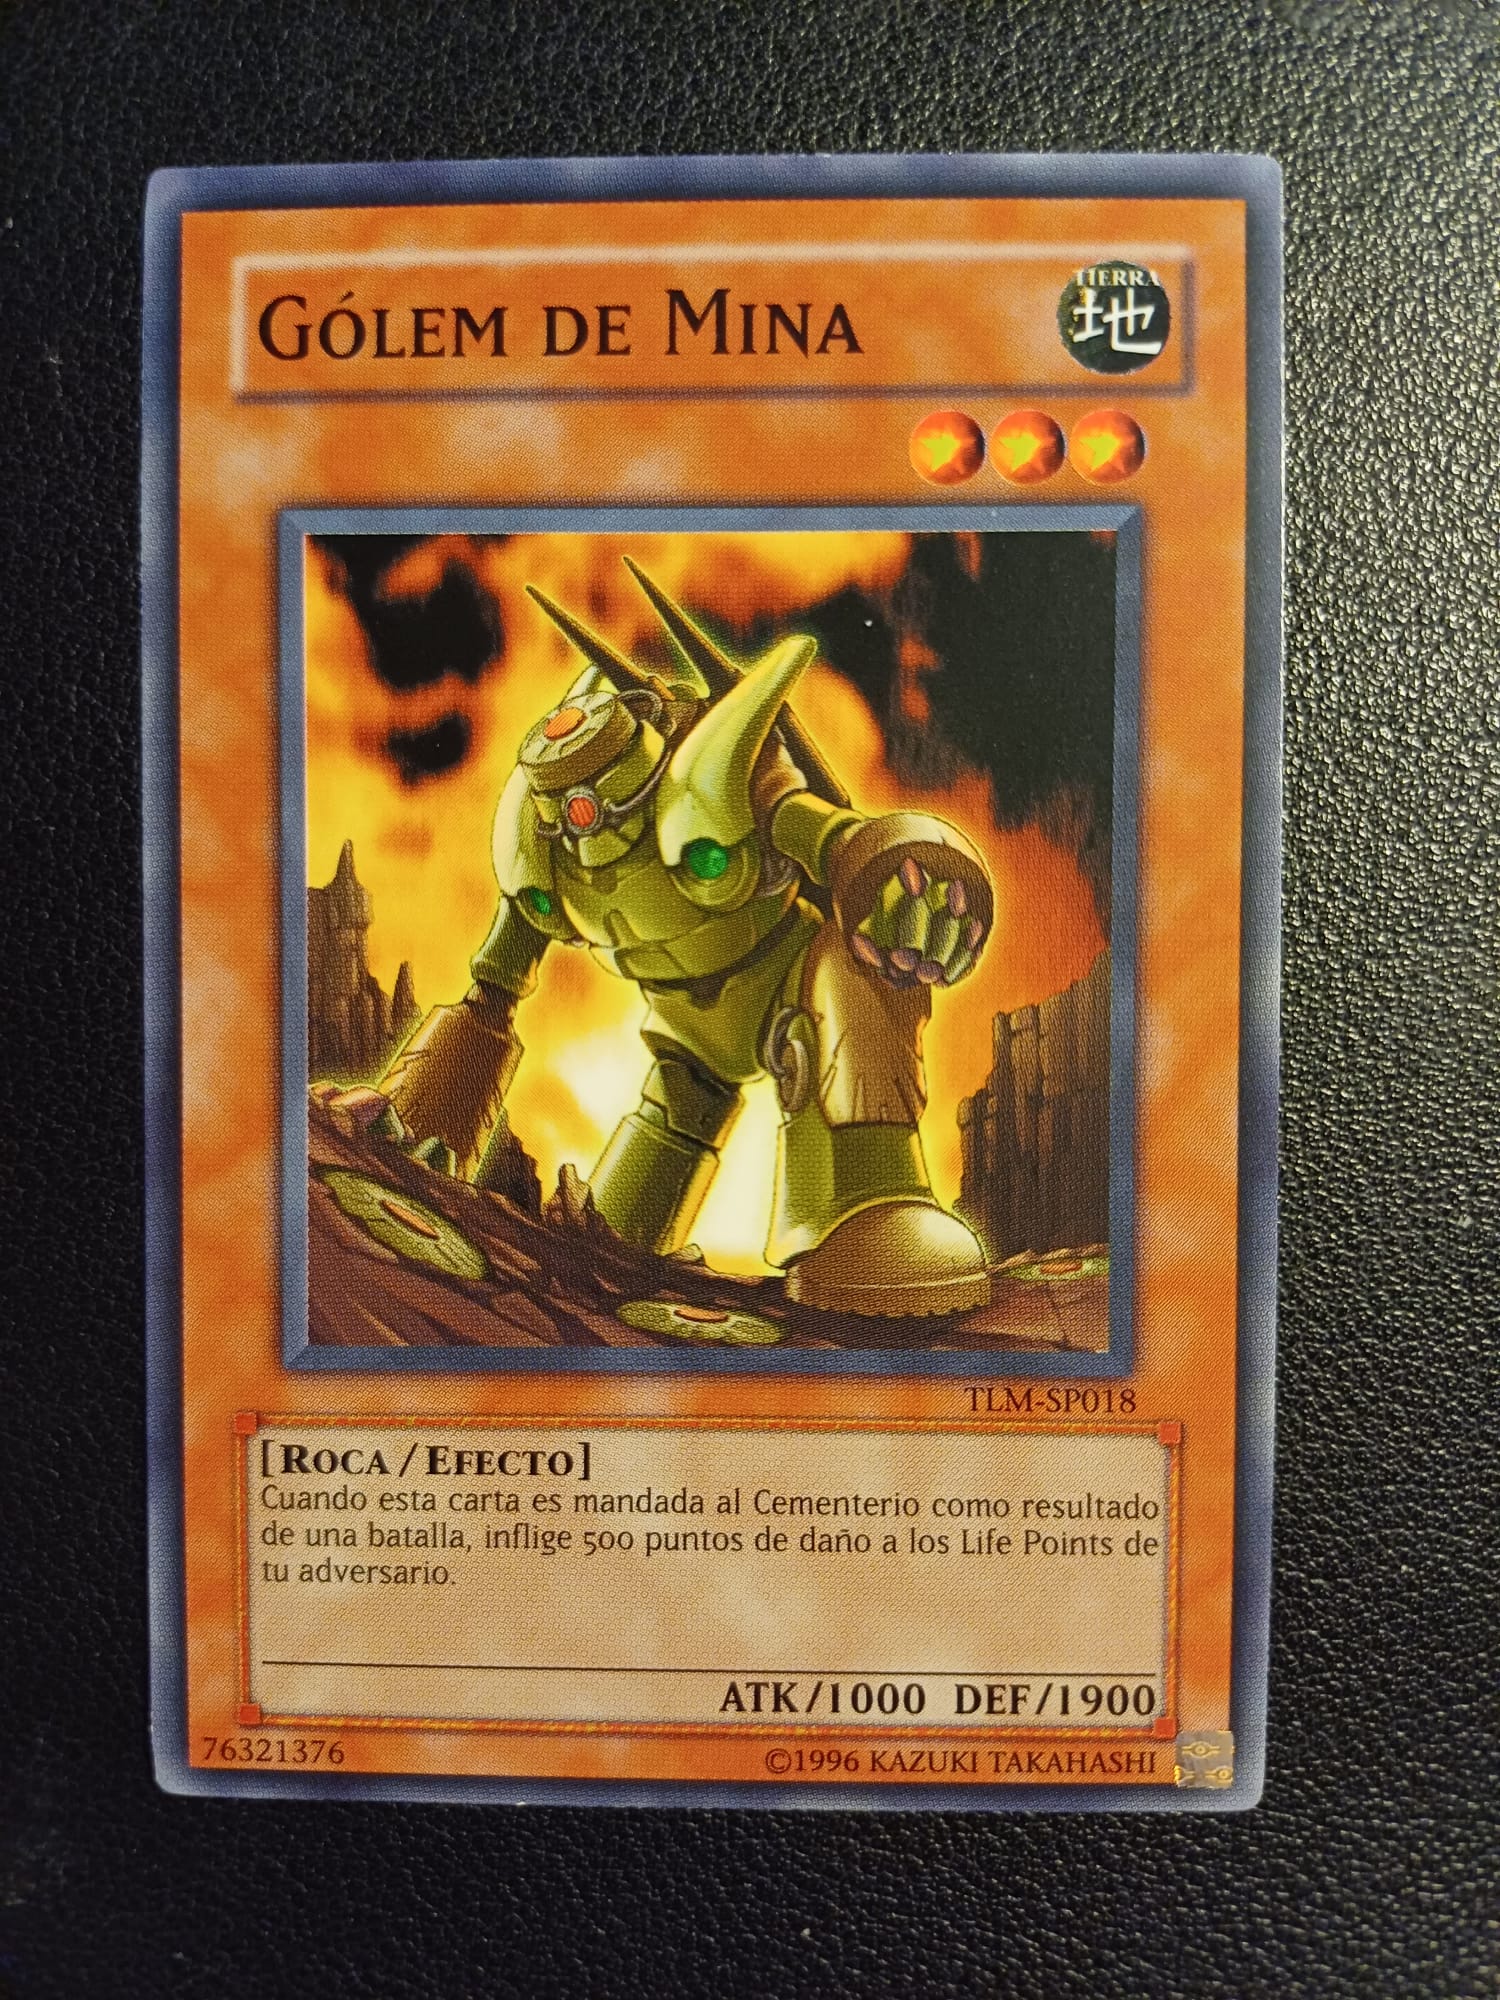 GÓLEM DE MINA
TIERRA
地
TLM-SP018
[ROCA/EFECTO]
Cuando esta carta es mandada al Cementerio como resultado
de una batalla, inflige 500 puntos de daño a los Life Points de
tu adversario.
ATK/1000 DEF/1900
76321376
©1996 KAZUKI TAKAHASHI